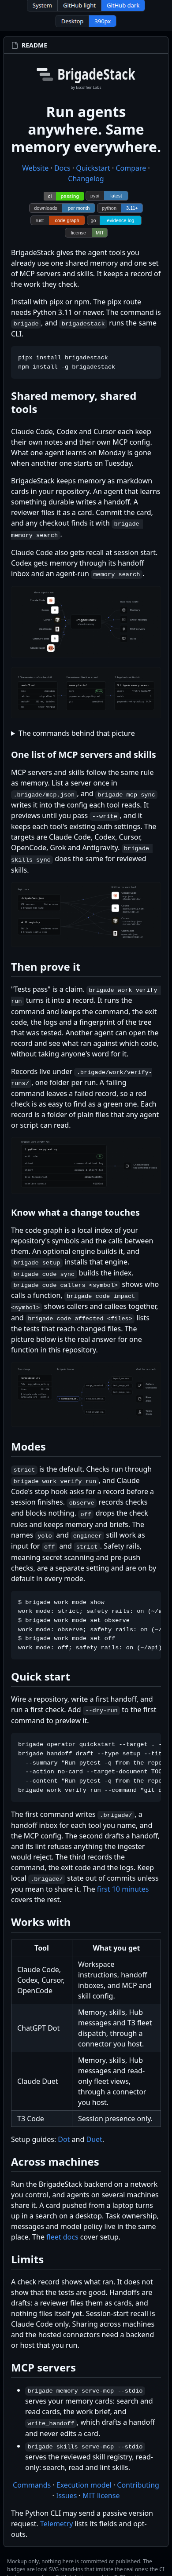 System GitHub light GitHub dark
Desktop 390px
README
BrigadeStack
by Escoffier Labs
Run agents
anywhere. Same
memory everywhere.
Website · Docs · Quickstart · Compare ·
Changelog
ci passing pypi latest
downloads per month python 3.11+
rust code graph go evidence log
license MIT
BrigadeStack gives the agent tools you
already use one shared memory and one set
of MCP servers and skills. It keeps a record of
the work they check.
Install with pipx or npm. The pipx route
needs Python 3.11 or newer. The command is
brigade, and brigadestack runs the same
CLI.
pipx install brigadestack
npm install -g brigadestack
Shared memory, shared
tools
Claude Code, Codex and Cursor each keep
their own notes and their own MCP config.
What one agent learns on Monday is gone
when another one starts on Tuesday.
BrigadeStack keeps memory as markdown
cards in your repository. An agent that learns
something durable writes a handoff. A
reviewer files it as a card. Commit the card,
and any checkout finds it with brigade
memory search.
Claude Code also gets recall at session start.
Codex gets memory through its handoff
inbox and an agent-run memory search.
BrigadeStack
▶ The commands behind that picture
One list of MCP servers and skills
MCP servers and skills follow the same rule
as memory. List a server once in
.brigade/mcp.json, and brigade mcp sync
writes it into the config each tool reads. It
previews until you pass --write, and it
keeps each tool's existing auth settings. The
targets are Claude Code, Codex, Cursor,
OpenCode, Grok and Antigravity. brigade
skills sync does the same for reviewed
skills.
Then prove it
"Tests pass" is a claim. brigade work verify
run turns it into a record. It runs the
command and keeps the command, the exit
code, the logs and a fingerprint of the tree
that was tested. Another agent can open the
record and see what ran against which code,
without taking anyone's word for it.
Records live under .brigade/work/verify-
runs/, one folder per run. A failing
command leaves a failed record, so a red
check is as easy to find as a green one. Each
record is a folder of plain files that any agent
or script can read.
Know what a change touches
The code graph is a local index of your
repository's symbols and the calls between
them. An optional engine builds it, and
brigade setup installs that engine.
brigade code sync builds the index.
brigade code callers <symbol> shows who
calls a function, brigade code impact
<symbol> shows callers and callees together,
and brigade code affected <files> lists
the tests that reach changed files. The
picture below is the real answer for one
function in this repository.
Modes
strict is the default. Checks run through
brigade work verify run, and Claude
Code's stop hook asks for a record before a
session finishes. observe records checks
and blocks nothing. off drops the check
rules and keeps memory and briefs. The
names yolo and engineer still work as
input for off and strict. Safety rails,
meaning secret scanning and pre-push
checks, are a separate setting and are on by
default in every mode.
$ brigade work mode show
work mode: strict; safety rails: on (~/a
$ brigade work mode set observe
work mode: observe; safety rails: on (~/
$ brigade work mode set off
work mode: off; safety rails: on (~/api)
Quick start
Wire a repository, write a first handoff, and
run a first check. Add --dry-run to the first
command to preview it.
brigade operator quickstart --target . -
brigade handoff draft --type setup --tit
--summary "Run pytest -q from the repo
--action no-card --target-document TOO
--content "Run pytest -q from the repo
brigade work verify run --command "git d
The first command writes .brigade/, a
handoff inbox for each tool you name, and
the MCP config. The second drafts a handoff,
and its lint refuses anything the ingester
would reject. The third records the
command, the exit code and the logs. Keep
local .brigade/ state out of commits unless
you mean to share it. The first 10 minutes
covers the rest.
Works with
Tool What you get
Claude Code, Codex, Cursor, OpenCode Workspace instructions, handoff inboxes, and MCP and skill config.
ChatGPT Dot Memory, skills, Hub messages and T3 fleet dispatch, through a connector you host.
Claude Duet Memory, skills, Hub messages and read-only fleet views, through a connector you host.
T3 Code Session presence only.
Setup guides: Dot and Duet.
Across machines
Run the BrigadeStack backend on a network
you control, and agents on several machines
share it. A card written from a laptop turns
up in a search on a desktop. Task ownership,
messages and model policy live in the same
place. The fleet docs cover setup.
Limits
A check record shows what ran. It does not
show that the code is good. Handoffs are
drafts: a reviewer files them as cards, and
nothing files itself yet. Session-start recall is
Claude Code only. Sharing across machines
and the hosted connectors need a backend
or host that you run.
MCP servers
• brigade memory serve-mcp --stdio
serves your memory cards: search and
read cards, the work brief, and
write_handoff, which drafts a handoff
and never edits a card.
• brigade skills serve-mcp --stdio
serves the reviewed skill registry, read-
only: search, read and lint skills.
Commands · Execution model · Contributing
· Issues · MIT license
The Python CLI may send a passive version
request. Telemetry lists its fields and opt-
outs.
Mockup only, nothing here is committed or published. The
badges are local SVG stand-ins that imitate the real ones: the CI